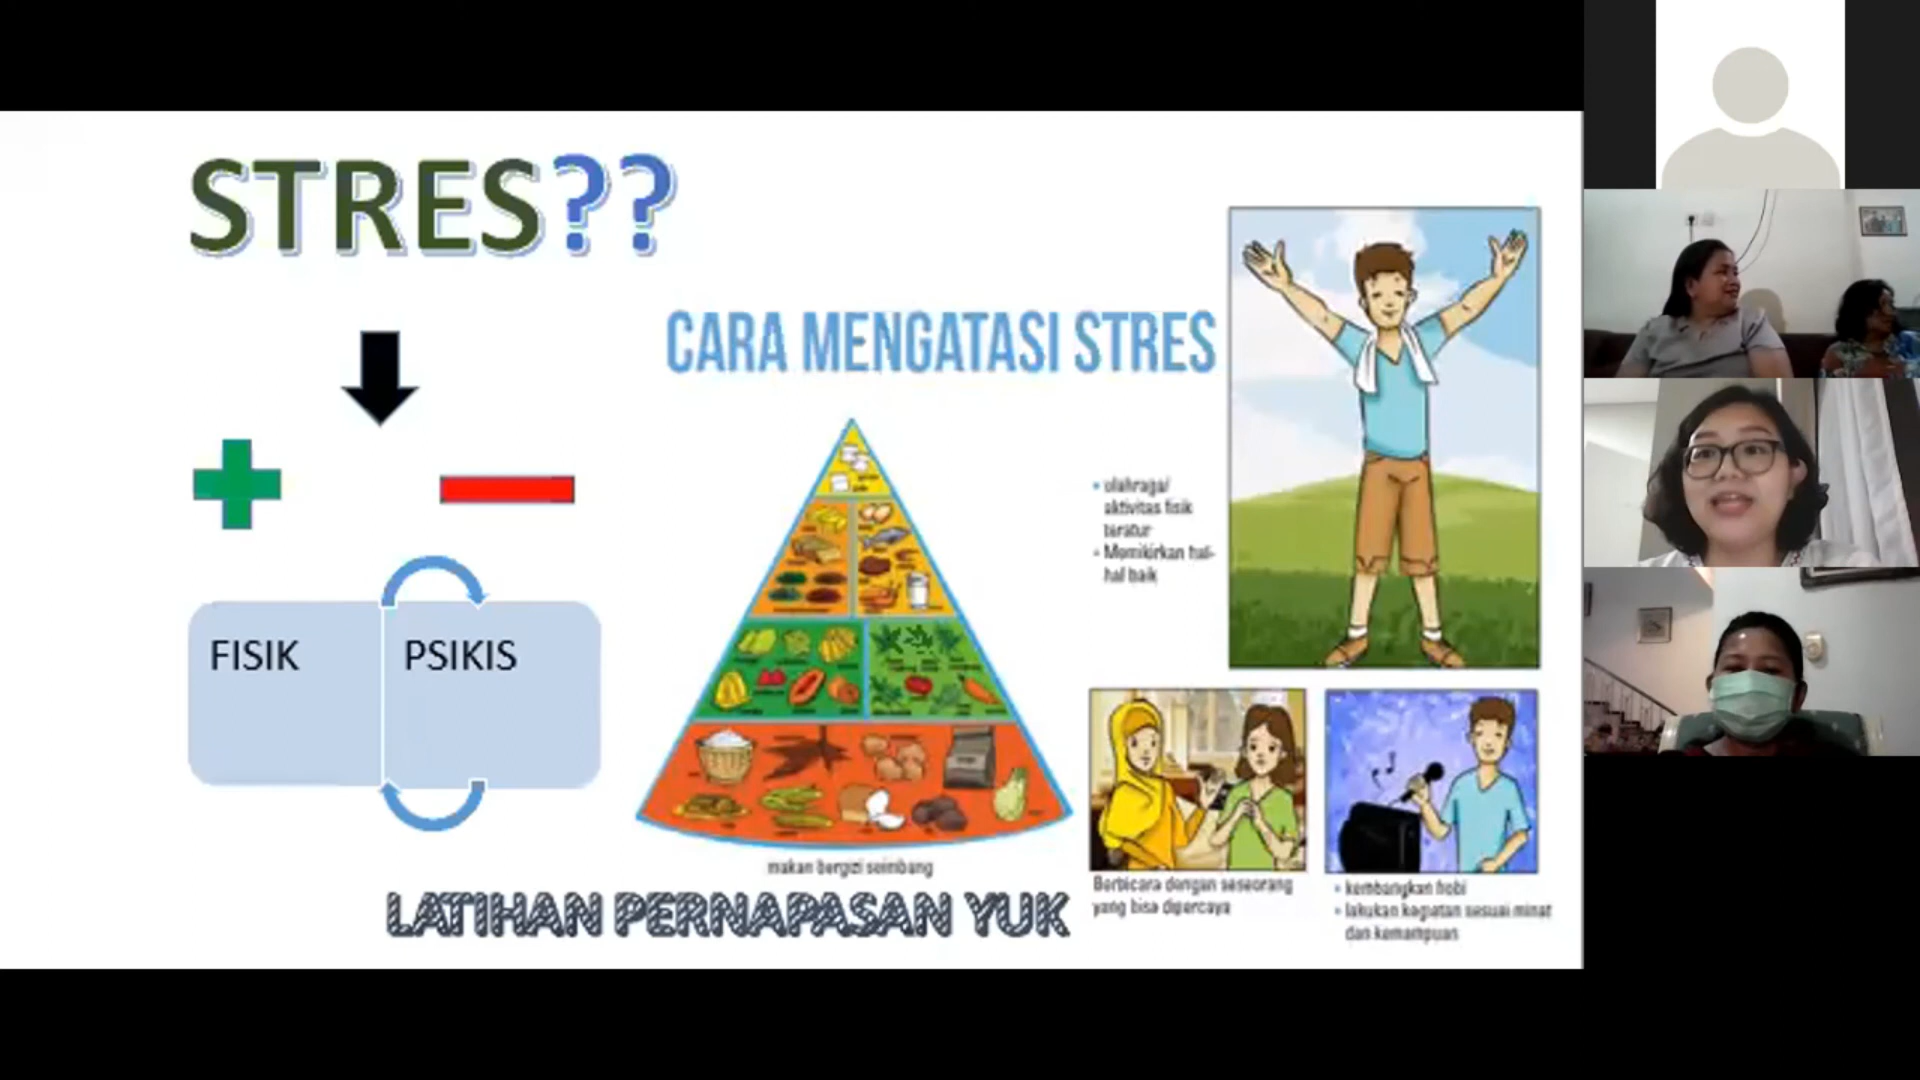 STRES??
CARA MENGATASI STRES
FISIK
PSIKIS
• olahraga/
aktivitas fisik
teratur
• Memikirkan hal-
hal baik
makan bergizi seimbang
Berbicara dengan seseorang
yang bisa dipercaya
• kembangkan hobi
• lakukan kegiatan sesuai minat
dan kemampuan
LATIHAN PERNAPASAN YUK